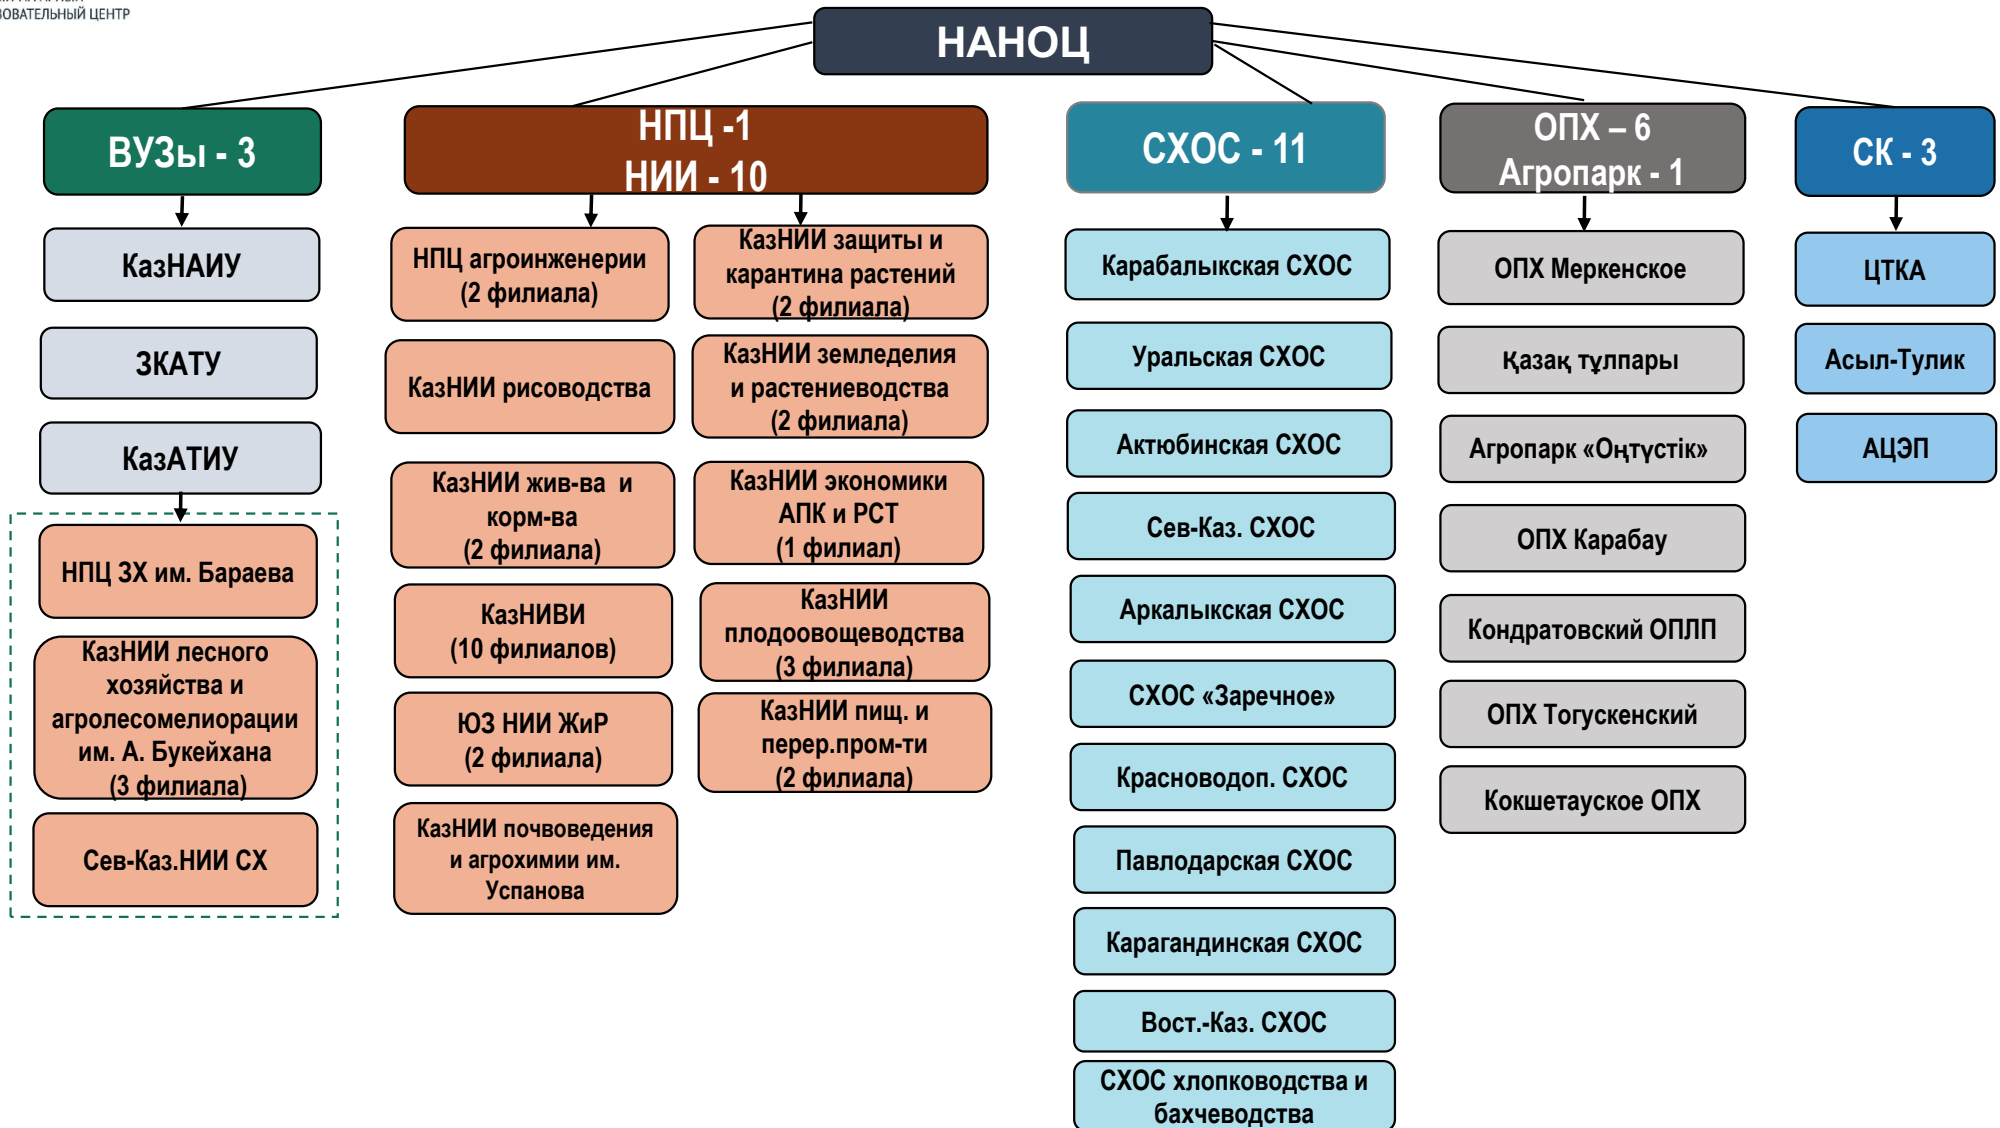 ЗОВАТЕЛЬНЫЙ ЦЕНТР
НАНОЦ
ВУЗы - 3
КазНАИУ
ЗКАТУ
КазАТИУ
НПЦ ЗХ им. Бараева
КазНИИ лесного
хозяйства и
агролесомелиорации
им. А. Букейхана
(3 филиала)
Сев-Каз.НИИ СХ
НПЦ -1
НИИ - 10
НПЦ агроинженерии
(2 филиала)
КазНИИ рисоводства
КазНИИ жив-ва и
корм-ва
(2 филиала)
КазНИВИ
(10 филиалов)
ЮЗ НИИ ЖиР
(2 филиала)
КазНИИ почвоведения
и агрохимии им.
Успанова
КазНИИ защиты и
карантина растений
(2 филиала)
КазНИИ земледелия
и растениеводства
(2 филиала)
КазНИИ экономики
АПК и РСТ
(1 филиал)
КазНИИ
плодоовощеводства
(3 филиала)
КазНИИ пищ. и
перер.пром-ти
(2 филиала)
СХОС - 11
Карабалыкская СХОС
Уральская СХОС
Актюбинская СХОС
Сев-Каз. СХОС
Аркалыкская СХОС
СХОС «Заречное»
Красноводоп. СХОС
Павлодарская СХОС
Карагандинская СХОС
Вост.-Каз. СХОС
СХОС хлопководства и
бахчеводства
ОПХ – 6
Агропарк - 1
ОПХ Меркенское
Қазақ тұлпары
Агропарк «Оңтүстік»
ОПХ Карабау
Кондратовский ОПЛП
ОПХ Тогускенский
Кокшетауское ОПХ
СК - 3
ЦТКА
Асыл-Тулик
АЦЭП